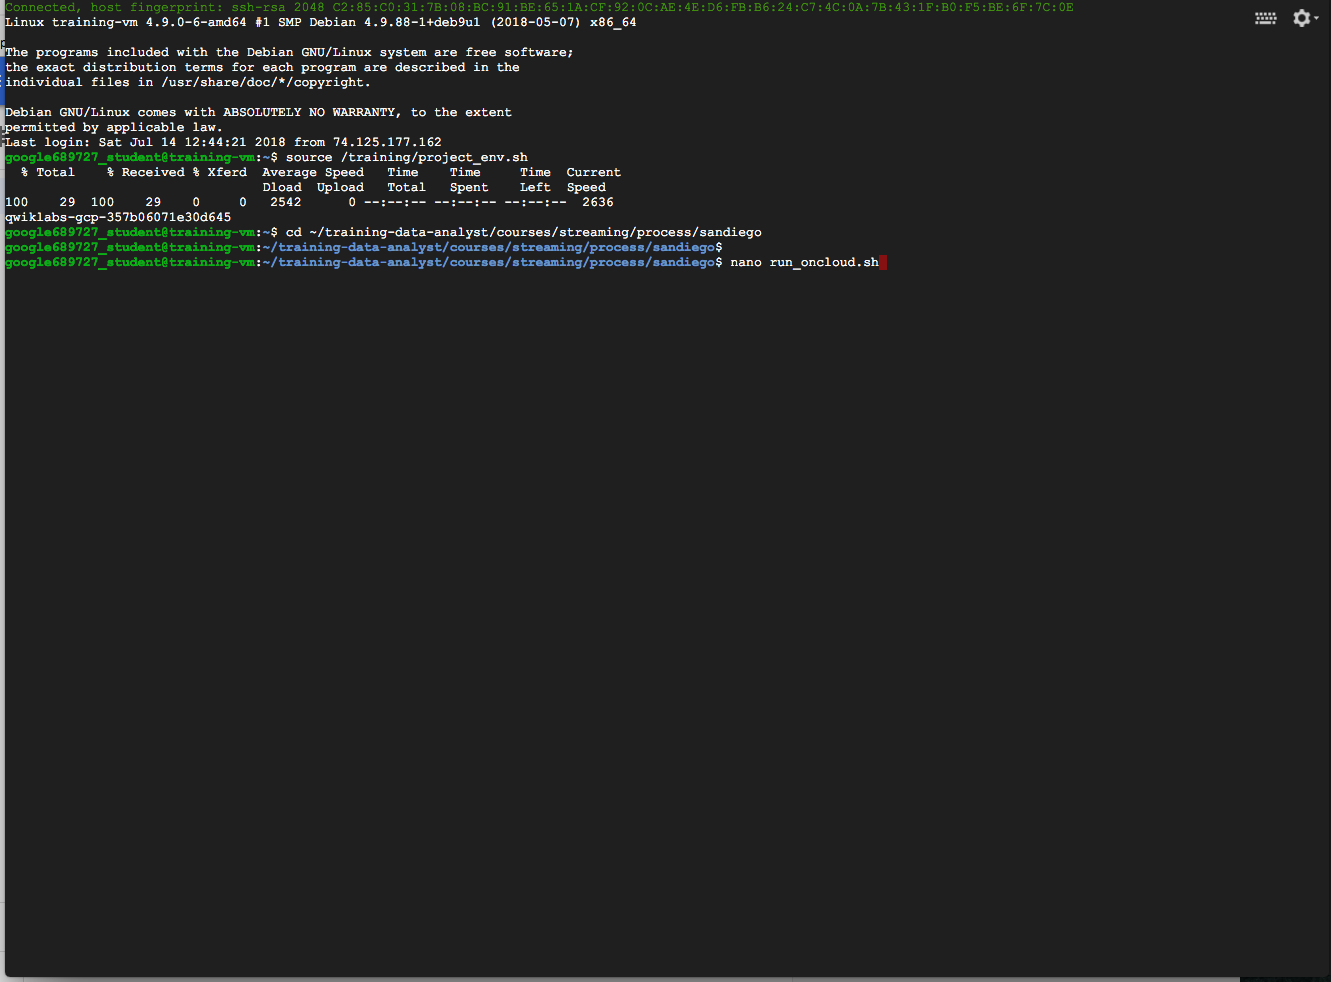 Connected, host fingerprint: ssh-rsa 2048 C2:85:C0:31:7B:08:BC:91:BE:65:1A:CF:92:0C:AE:4E:D6:FB:B6:24:C7:4C:0A:7B:43:1F:B0:F5:BE:6F:7C:0E
Linux training-vm 4.9.0-6-amd64 #1 SMP Debian 4.9.88-1+deb9u1 (2018-05-07) x86_64
The programs included with the Debian GNU/Linux system are free software;
the exact distribution terms for each program are described in the
individual files in /usr/share/doc/*/copyright.
Debian GNU/Linux comes with ABSOLUTELY NO WARRANTY, to the extent
permitted by applicable law.
Last login: Sat Jul 14 12:44:21 2018 from 74.125.177.162
google689727_student@training-vm:~$ source /training/project_env.sh
% Total % Received % Xferd Average Speed Time Time Time Current
Dload Upload Total Spent Left Speed
100 29 100 29 0 0 2542 0 --:--:-- --:--:-- --:--:-- 2636
qwiklabs-gcp-357b06071e30d645
google689727_student@training-vm:~$ cd ~/training-data-analyst/courses/streaming/process/sandiego
google689727_student@training-vm:~/training-data-analyst/courses/streaming/process/sandiego$
google689727_student@training-vm:~/training-data-analyst/courses/streaming/process/sandiego$ nano run_oncloud.sh